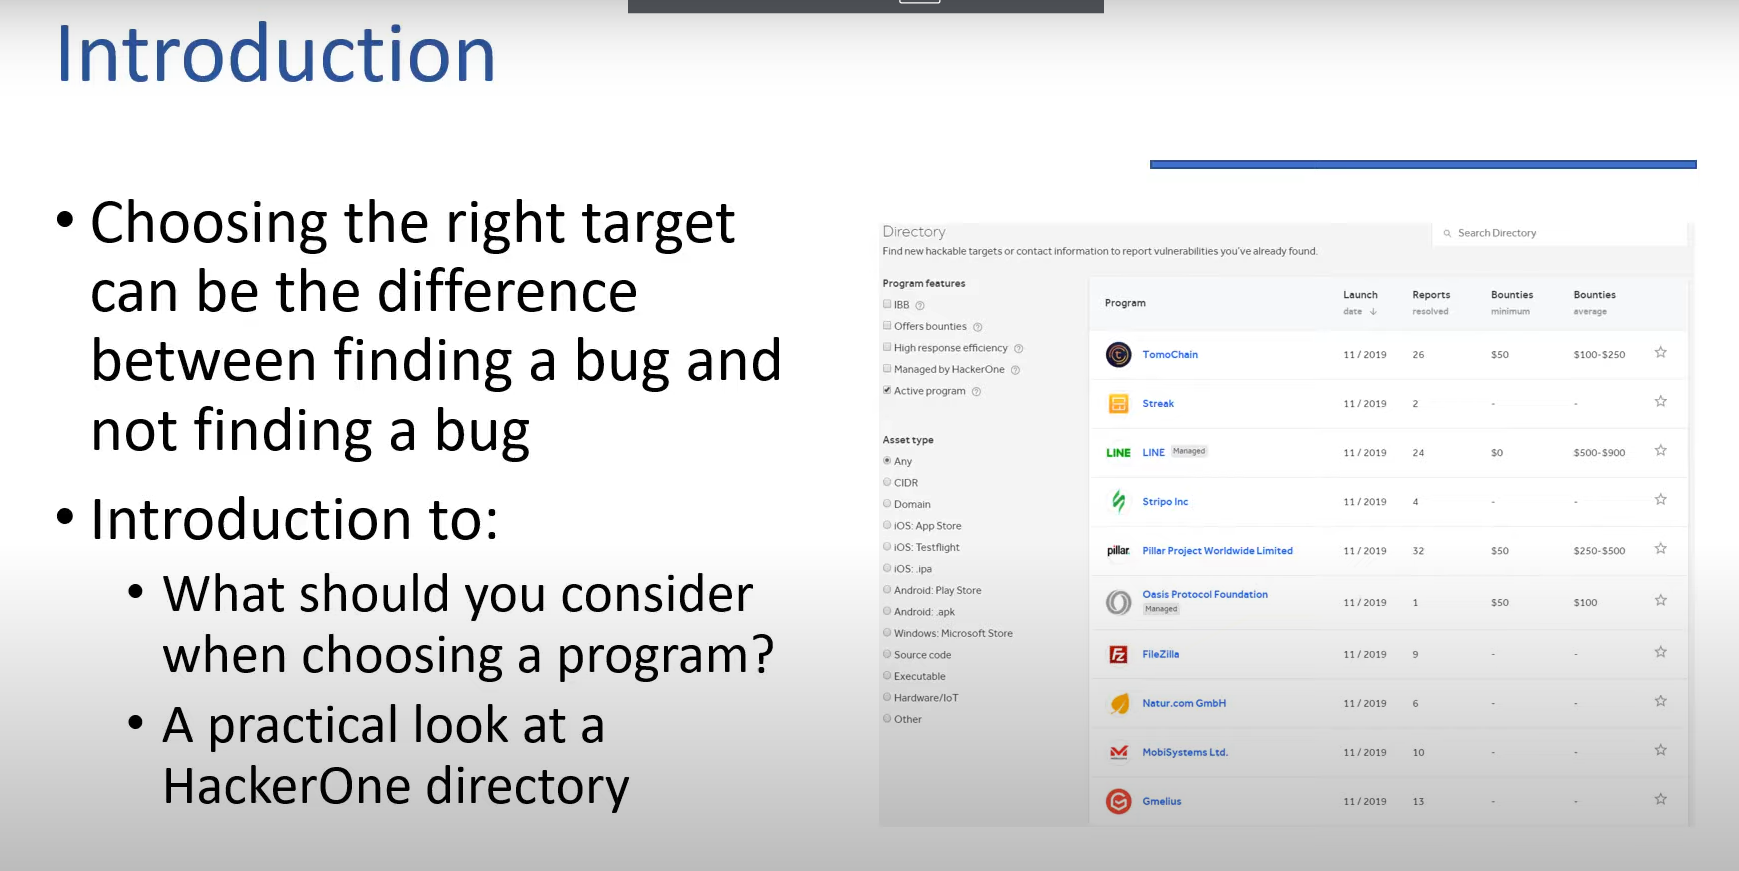 Introduction
• Choosing the right target
can be the difference
between finding a bug and
not finding a bug
• Introduction to:
• What should you consider
when choosing a program?
• A practical look at a
HackerOne directory
Directory
Search Directory
Find new hackable targets or contact information to report vulnerabilities you've already found.
Program features
IBB
Offers bounties
High response efficiency
Managed by HackerOne
Active program
Asset type
Any
CIDR
Domain
iOS: App Store
iOS: Testflight
iOS: .ipa
Android: Play Store
Android: .apk
Windows: Microsoft Store
Source code
Executable
Hardware/IoT
Other
Program Launch date ↓ Reports resolved Bounties minimum Bounties average
TomoChain 11 / 2019 26 $50 $100-$250
Streak 11 / 2019 2 - -
LINE LINE Managed 11 / 2019 24 $0 $500-$900
Stripo Inc 11 / 2019 4 - -
pillar. Pillar Project Worldwide Limited 11 / 2019 32 $50 $250-$500
Oasis Protocol Foundation Managed 11 / 2019 1 $50 $100
FZ FileZilla 11 / 2019 9 - -
Natur.com GmbH 11 / 2019 6 - -
MobiSystems Ltd. 11 / 2019 10 - -
Gmelius 11 / 2019 13 - -